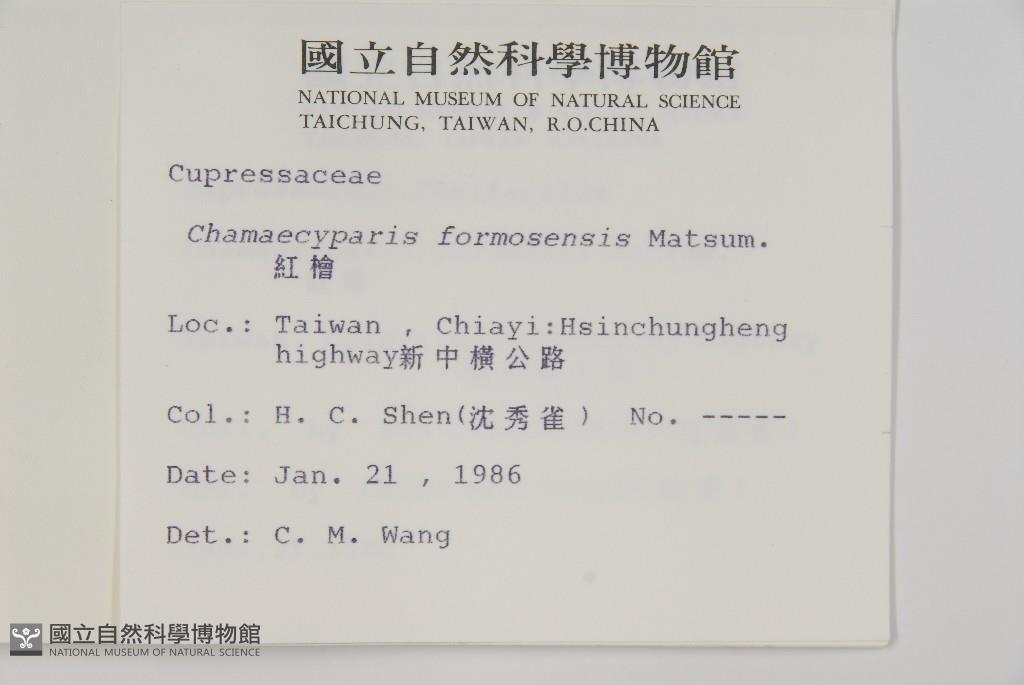 國立自然科學博物館
NATIONAL MUSEUM OF NATURAL SCIENCE
TAICHUNG, TAIWAN, R.O.CHINA
Cupressaceae
Chamaecyparis formosensis Matsum.
紅檜
Loc.: Taiwan , Chiayi:Hsinchungheng
highway新中橫公路
Col.: H. C. Shen(沈秀雀) No. -----
Date: Jan. 21 , 1986
Det.: C. M. Wang
國立自然科學博物館
NATIONAL MUSEUM OF NATURAL SCIENCE